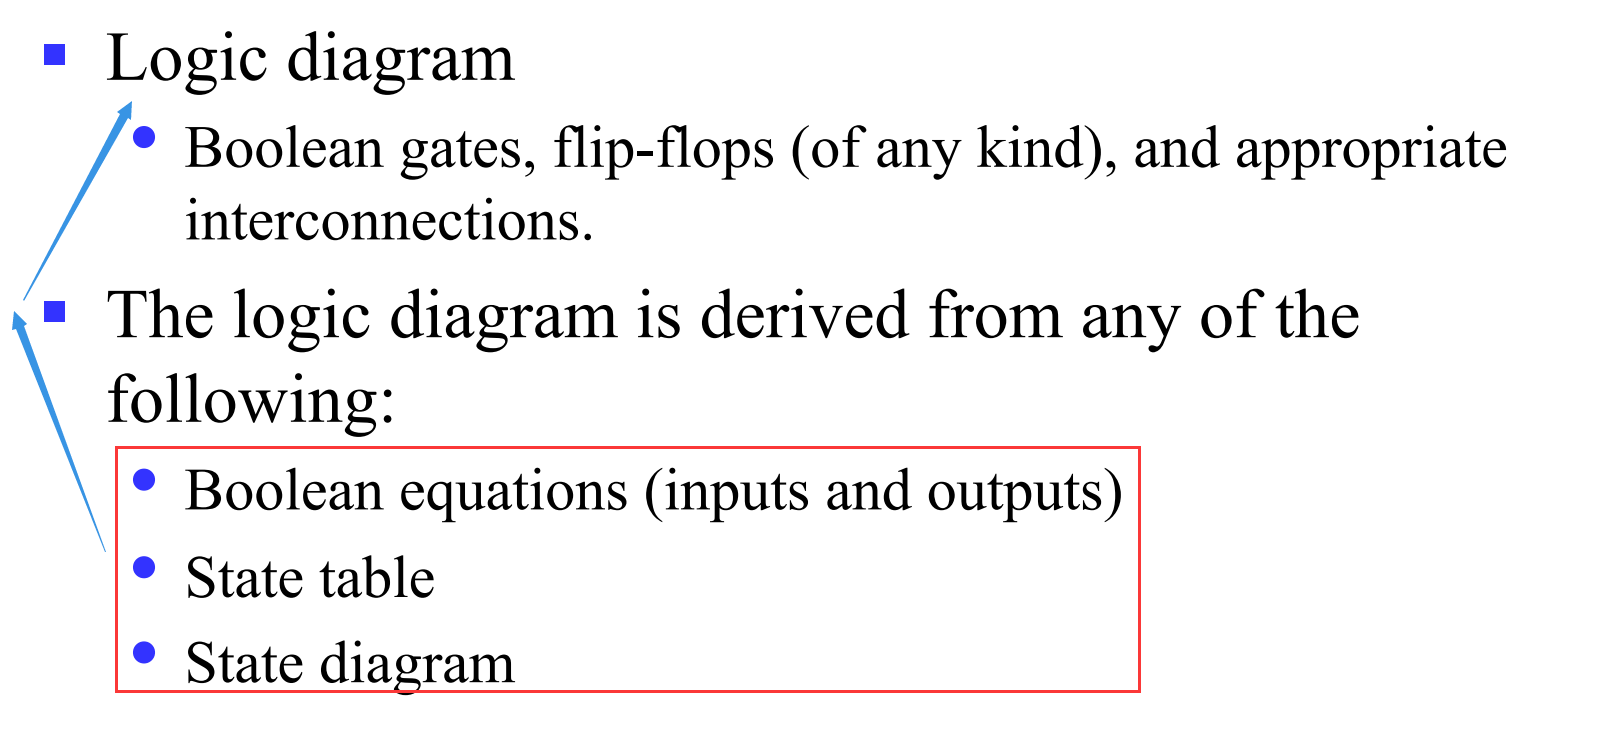 Logic diagram
Boolean gates, flip-flops (of any kind), and appropriate
interconnections.
The logic diagram is derived from any of the
following:
Boolean equations (inputs and outputs)
State table
State diagram